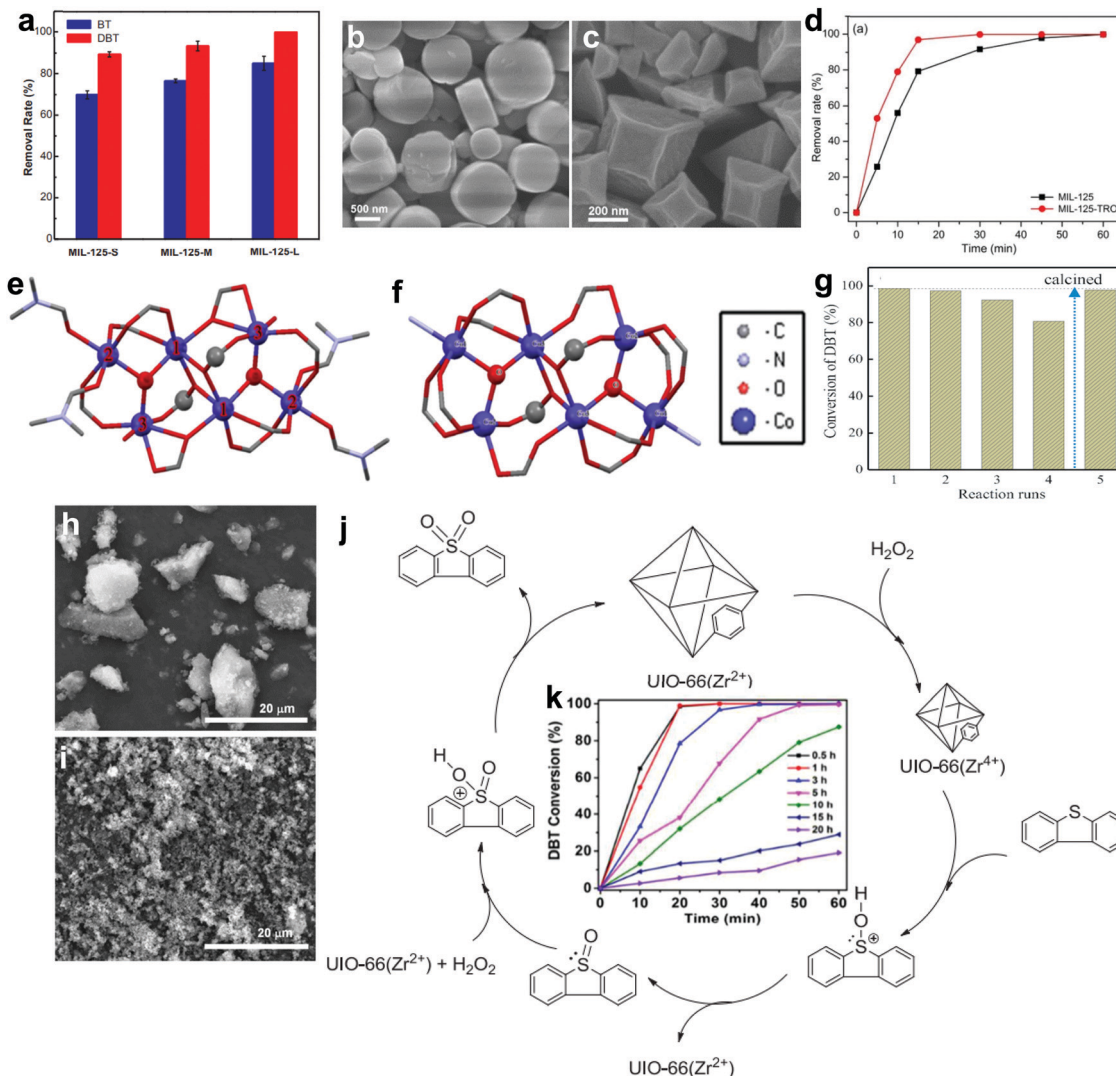 a
BT
DBT
Removal Rate (%)
100
80
60
40
20
0
MIL-125-S
MIL-125-M
MIL-125-L
b
500 nm
c
200 nm
d
(a)
Removal rate (%)
100
80
60
40
20
0
MIL-125
MIL-125-TRC
0 10 20 30 40 50 60
Time (min)
e
2
1
3
3
1
2
f
C
N
O
Co
g
calcined
Conversion of DBT (%)
100
80
60
40
20
0
1 2 3 4 5
Reaction runs
h
20 μm
i
20 μm
j
O O
S
UIO-66(Zr²⁺)
H₂O₂
UIO-66(Zr⁴⁺)
S
H
O
S
⊕
UIO-66(Zr²⁺)
O
S
UIO-66(Zr²⁺) + H₂O₂
H
O
O
S
⊕
k
DBT Conversion (%)
100
80
60
40
20
0
0.5 h
1 h
3 h
5 h
10 h
15 h
20 h
0 10 20 30 40 50 60
Time (min)